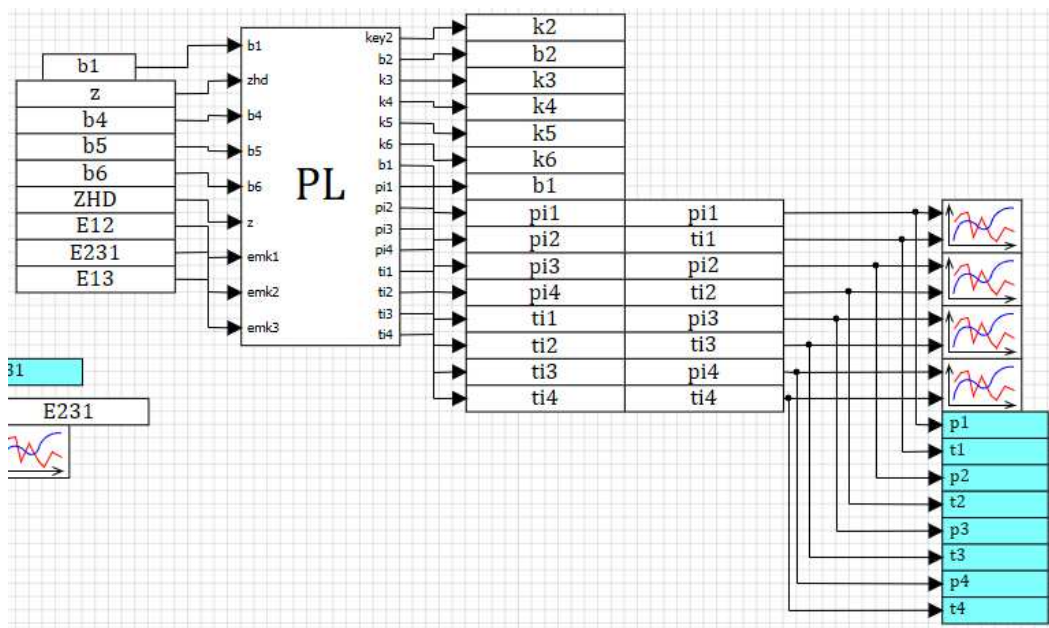 b1
z
b4
b5
b6
ZHD
E12
E231
E13
31
E231
b1
zhd
b4
b5
b6
z
emk1
emk2
emk3
PL
key2
b2
k3
k4
k5
k6
b1
pi1
pi2
pi3
pi4
ti1
ti2
ti3
ti4
k2
b2
k3
k4
k5
k6
b1
pi1 pi1
pi2 ti1
pi3 pi2
pi4 ti2
ti1 pi3
ti2 ti3
ti3 pi4
ti4 ti4
p1
t1
p2
t2
p3
t3
p4
t4